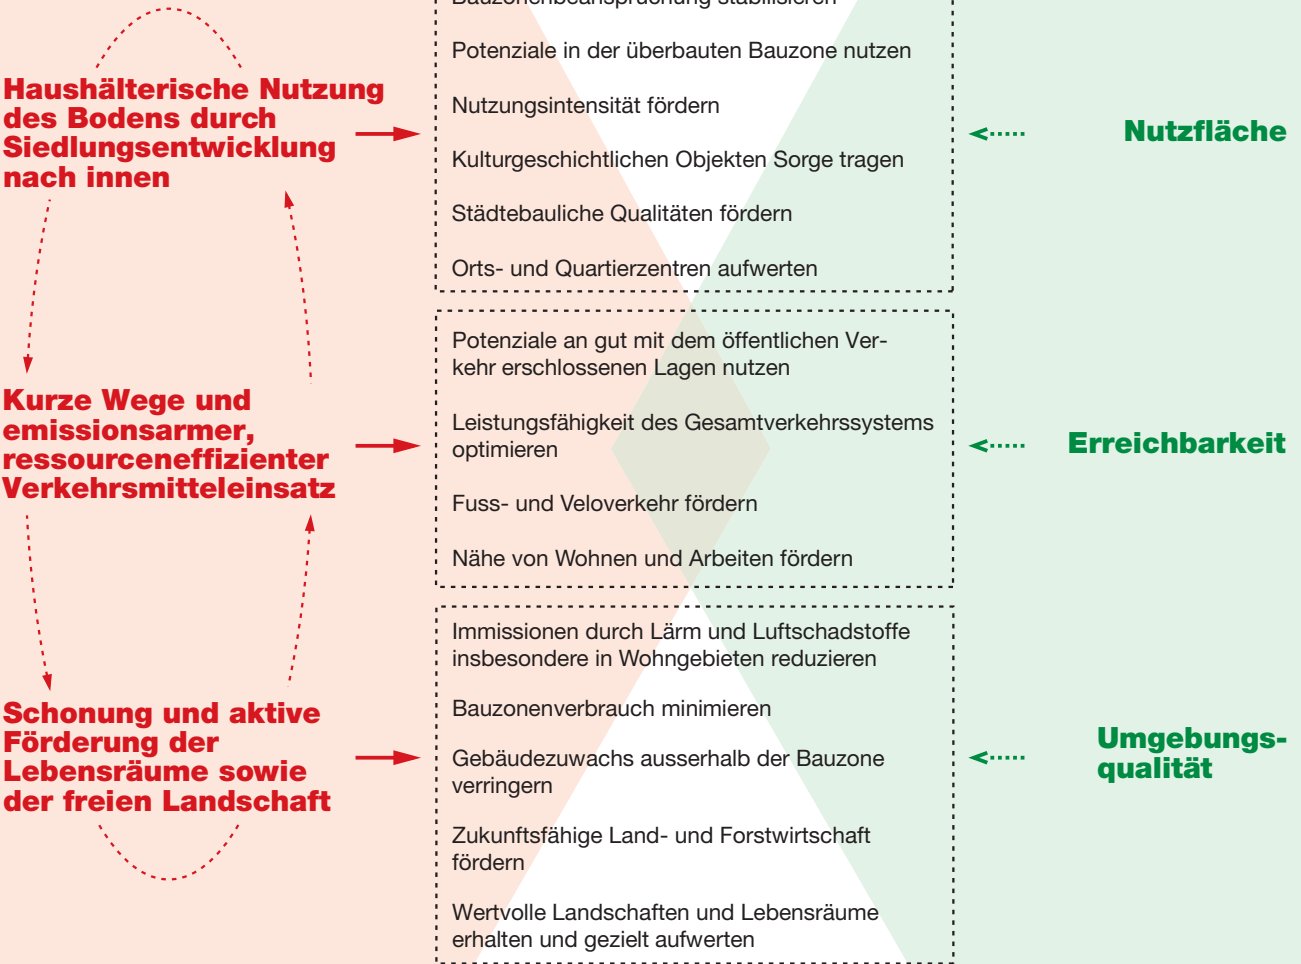 Haushälterische Nutzung
des Bodens durch
Siedlungsentwicklung
nach innen
Bauzonenbeanspruchung stabilisieren
Potenziale in der überbauten Bauzone nutzen
Nutzungsintensität fördern
Kulturgeschichtlichen Objekten Sorge tragen
Städtebauliche Qualitäten fördern
Orts- und Quartierzentren aufwerten
Nutzfläche
Kurze Wege und
emissionsarmer,
ressourceneffizienter
Verkehrsmitteleinsatz
Potenziale an gut mit dem öffentlichen Ver-
kehr erschlossenen Lagen nutzen
Leistungsfähigkeit des Gesamtverkehrssystems
optimieren
Fuss- und Veloverkehr fördern
Nähe von Wohnen und Arbeiten fördern
Erreichbarkeit
Schonung und aktive
Förderung der
Lebensräume sowie
der freien Landschaft
Immissionen durch Lärm und Luftschadstoffe
insbesondere in Wohngebieten reduzieren
Bauzonenverbrauch minimieren
Gebäudezuwachs ausserhalb der Bauzone
verringern
Zukunftsfähige Land- und Forstwirtschaft
fördern
Wertvolle Landschaften und Lebensräume
erhalten und gezielt aufwerten
Umgebungs-
qualität